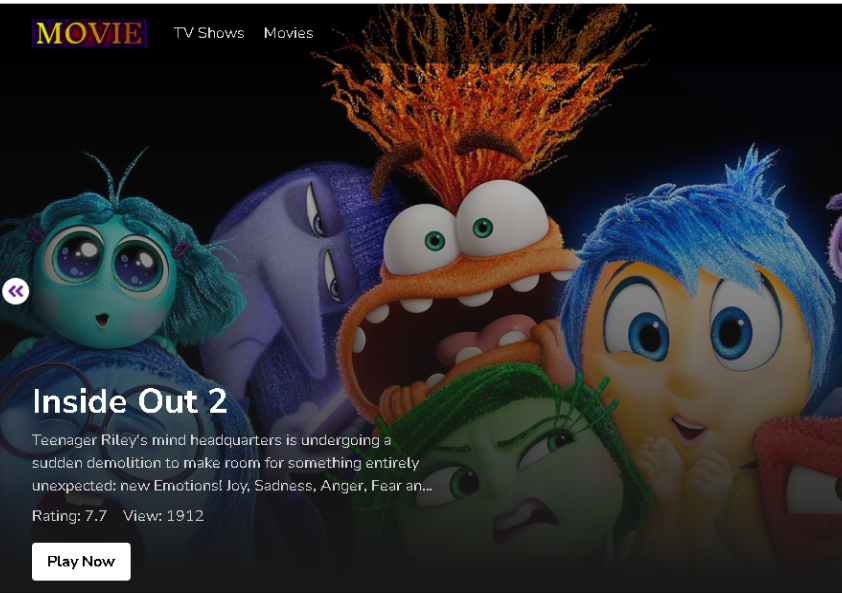 MOVIE TV Shows Movies
Inside Out 2
Teenager Riley's mind headquarters is undergoing a
sudden demolition to make room for something entirely
unexpected: new Emotions! Joy, Sadness, Anger, Fear an...
Rating: 7.7 View: 1912
Play Now